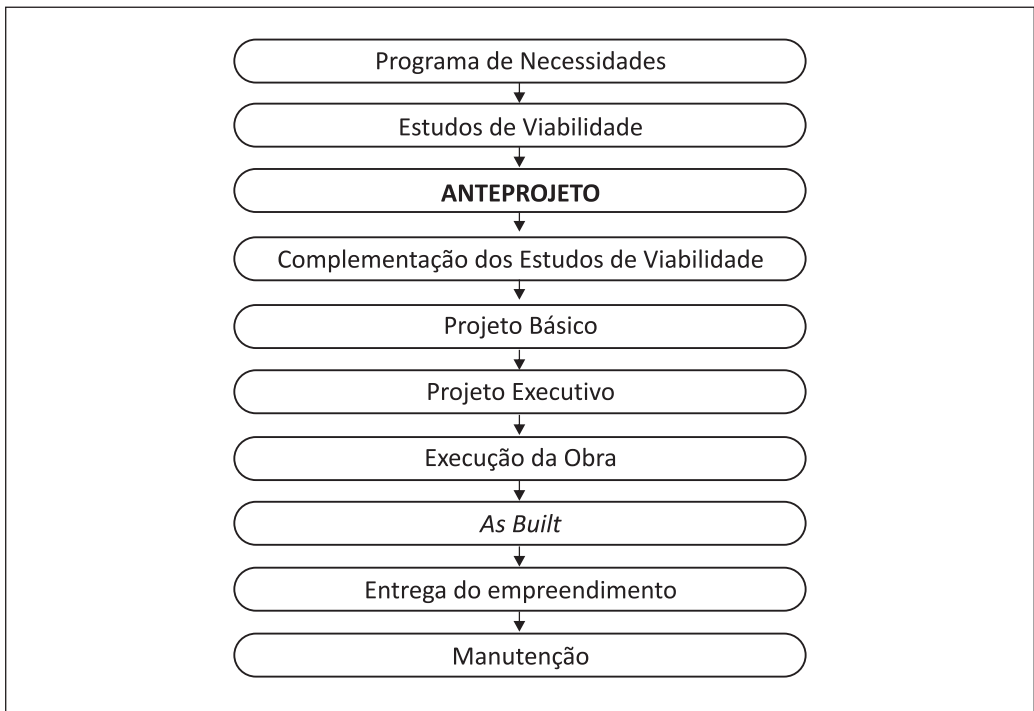 Programa de Necessidades
Estudos de Viabilidade
ANTEPROJETO
Complementação dos Estudos de Viabilidade
Projeto Básico
Projeto Executivo
Execução da Obra
As Built
Entrega do empreendimento
Manutenção